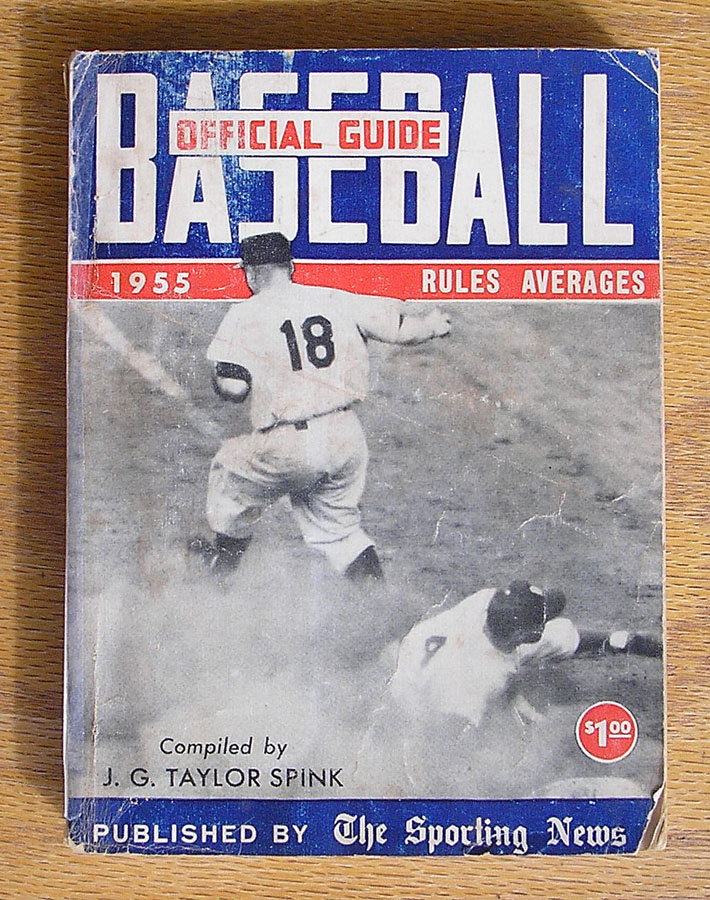 BASEBALL
OFFICIAL GUIDE
1955 RULES AVERAGES
18
$1.00
Compiled by
J. G. TAYLOR SPINK
PUBLISHED BY The Sporting News